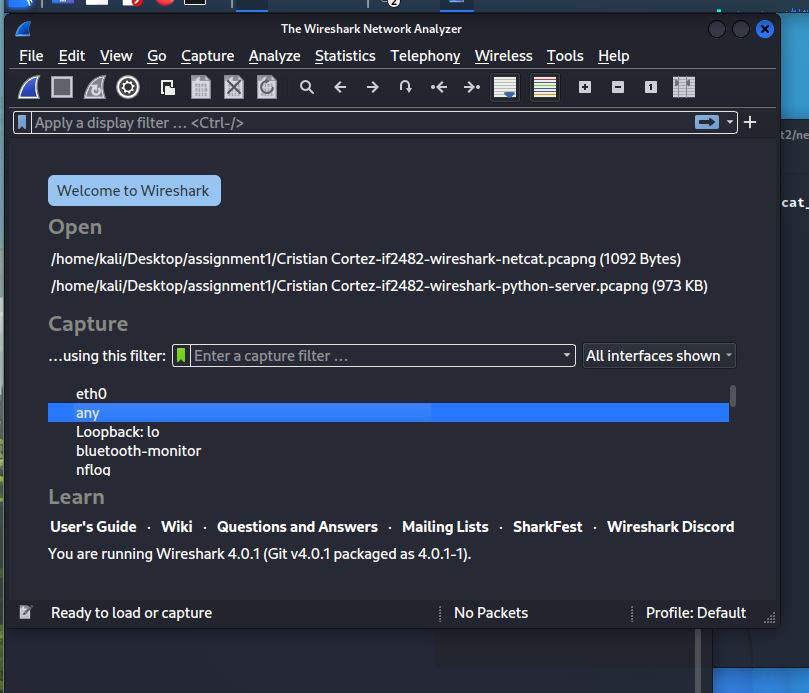 2
The Wireshark Network Analyzer
File Edit View Go Capture Analyze Statistics Telephony Wireless Tools Help
1
Apply a display filter … <Ctrl-/>
t2/ne
cat_
Welcome to Wireshark
Open
/home/kali/Desktop/assignment1/Cristian Cortez-if2482-wireshark-netcat.pcapng (1092 Bytes)
/home/kali/Desktop/assignment1/Cristian Cortez-if2482-wireshark-python-server.pcapng (973 KB)
Capture
…using this filter: Enter a capture filter … All interfaces shown
eth0
any
Loopback: lo
bluetooth-monitor
nflog
Learn
User's Guide · Wiki · Questions and Answers · Mailing Lists · SharkFest · Wireshark Discord
You are running Wireshark 4.0.1 (Git v4.0.1 packaged as 4.0.1-1).
Ready to load or capture No Packets Profile: Default